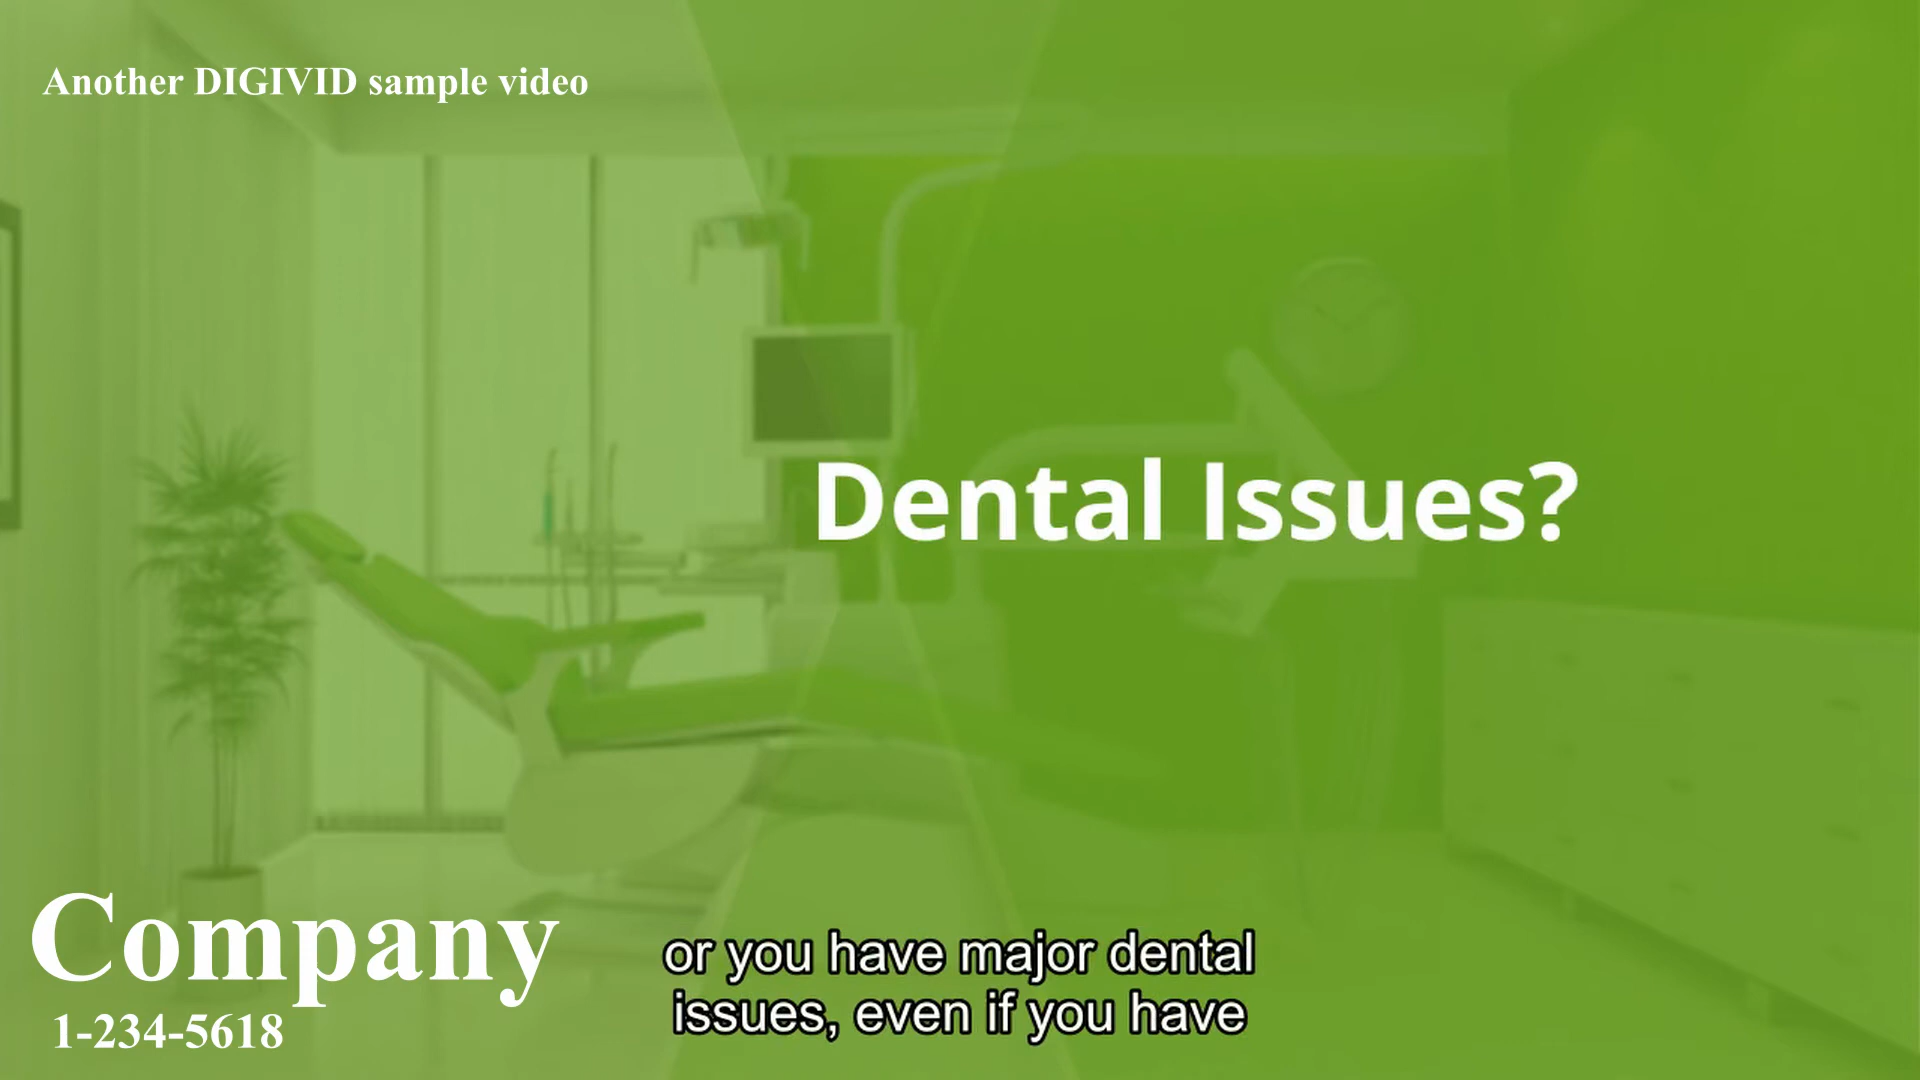 Another DIGIVID sample video
Dental Issues?
Company
1-234-5618
or you have major dental
issues, even if you have